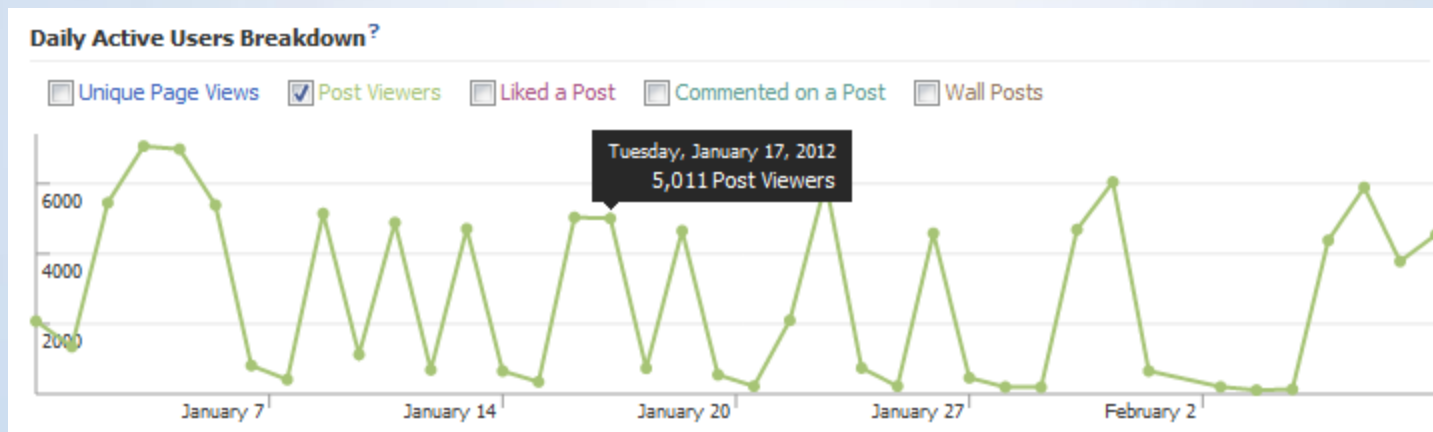 Daily Active Users Breakdown?
Unique Page Views Post Viewers Liked a Post Commented on a Post Wall Posts
Tuesday, January 17, 2012
5,011 Post Viewers
6000
4000
2000
January 7 January 14 January 20 January 27 February 2